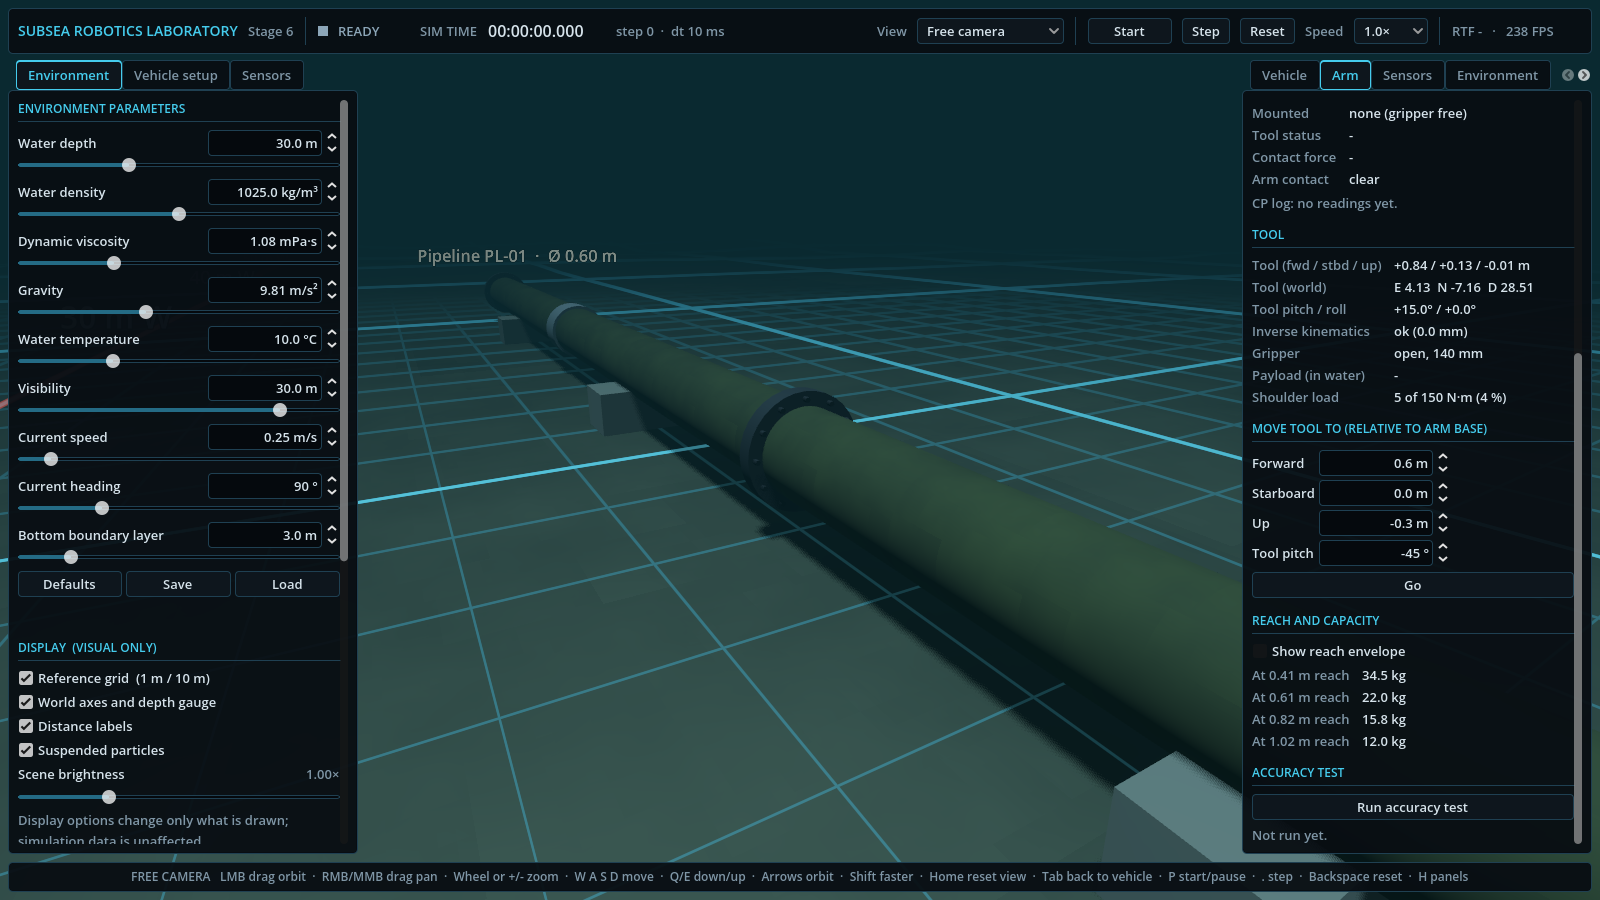 SUBSEA ROBOTICS LABORATORY Stage 6 READY SIM TIME 00:00:00.000 step 0 · dt 10 ms View Free camera Start Step Reset Speed 1.0× RTF - · 238 FPS
Environment Vehicle setup Sensors
ENVIRONMENT PARAMETERS
Water depth 30.0 m
Water density 1025.0 kg/m³
Dynamic viscosity 1.08 mPa·s
Gravity 9.81 m/s²
Water temperature 10.0 °C
Visibility 30.0 m
Current speed 0.25 m/s
Current heading 90 °
Bottom boundary layer 3.0 m
Defaults Save Load
DISPLAY (VISUAL ONLY)
Reference grid (1 m / 10 m)
World axes and depth gauge
Distance labels
Suspended particles
Scene brightness 1.00×
Display options change only what is drawn;
simulation data is unaffected
Pipeline PL-01 · Ø 0.60 m
Vehicle Arm Sensors Environment
Mounted none (gripper free)
Tool status -
Contact force -
Arm contact clear
CP log: no readings yet.
TOOL
Tool (fwd / stbd / up) +0.84 / +0.13 / -0.01 m
Tool (world) E 4.13 N -7.16 D 28.51
Tool pitch / roll +15.0° / +0.0°
Inverse kinematics ok (0.0 mm)
Gripper open, 140 mm
Payload (in water) -
Shoulder load 5 of 150 N·m (4 %)
MOVE TOOL TO (RELATIVE TO ARM BASE)
Forward 0.6 m
Starboard 0.0 m
Up -0.3 m
Tool pitch -45 °
Go
REACH AND CAPACITY
Show reach envelope
At 0.41 m reach 34.5 kg
At 0.61 m reach 22.0 kg
At 0.82 m reach 15.8 kg
At 1.02 m reach 12.0 kg
ACCURACY TEST
Run accuracy test
Not run yet.
FREE CAMERA LMB drag orbit · RMB/MMB drag pan · Wheel or +/- zoom · W A S D move · Q/E down/up · Arrows orbit · Shift faster · Home reset view · Tab back to vehicle · P start/pause · . step · Backspace reset · H panels